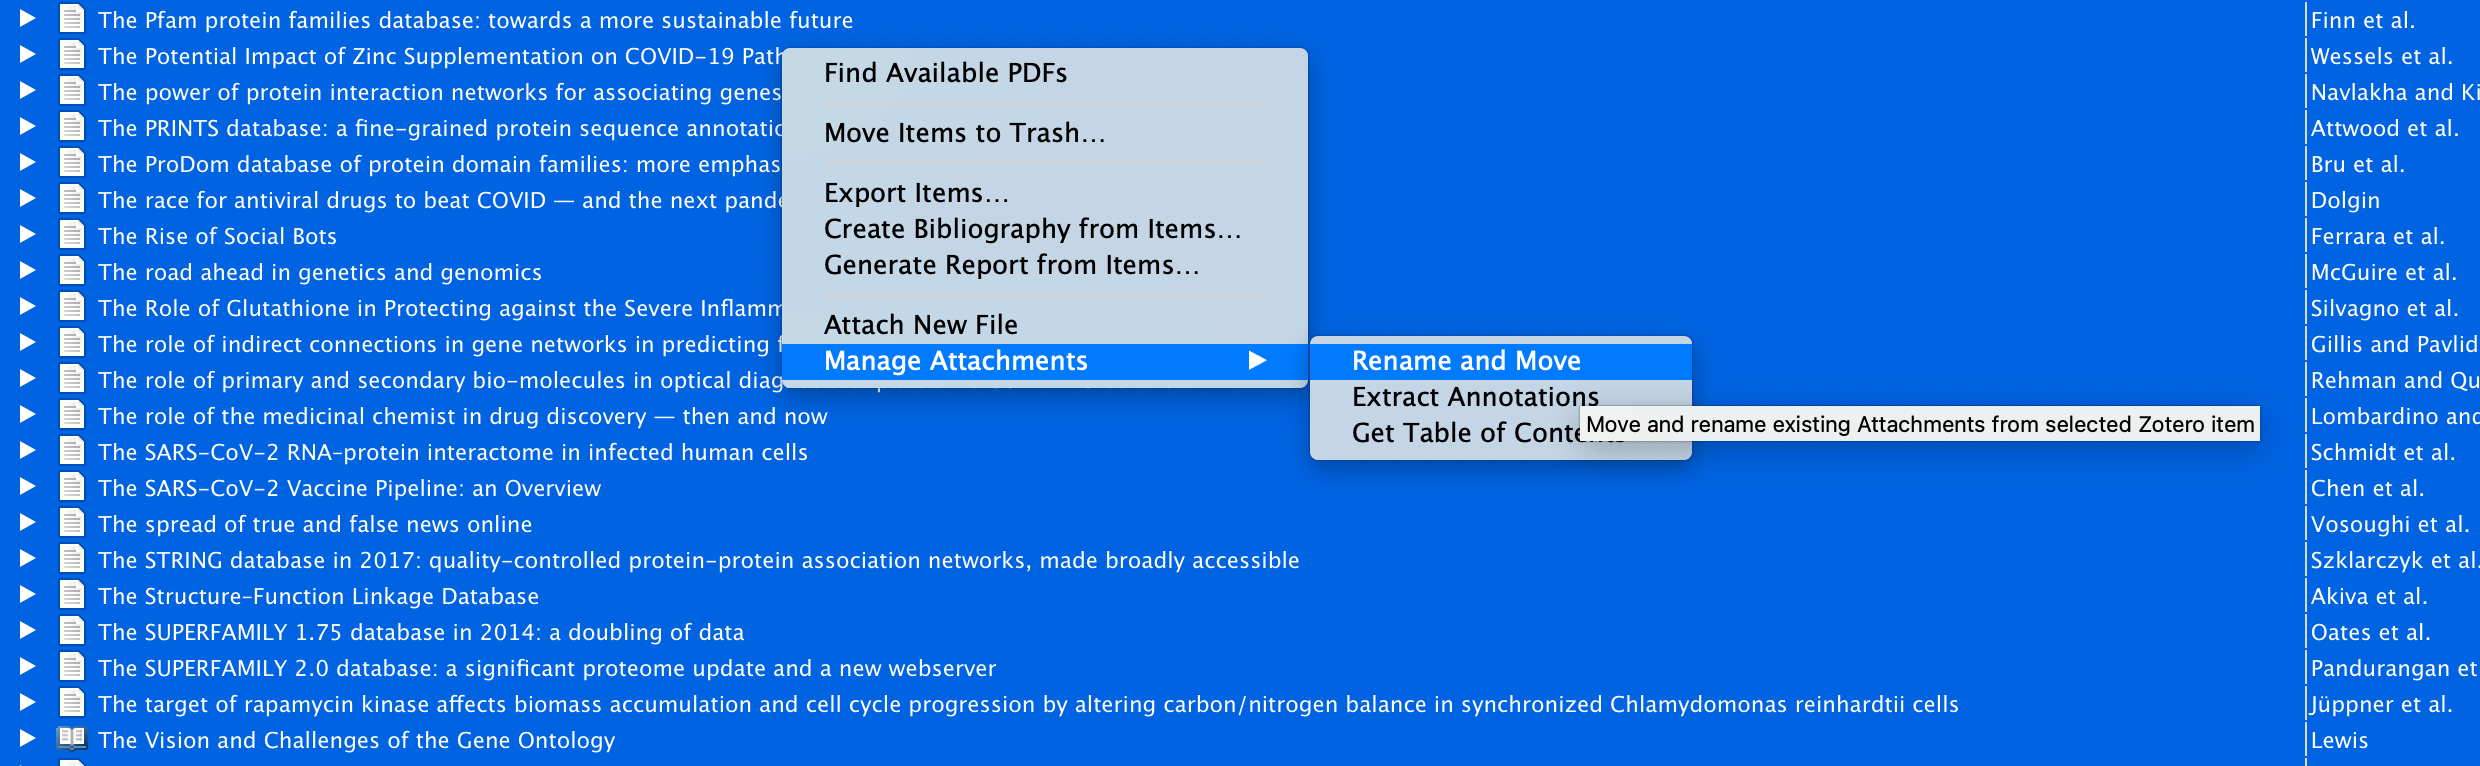 The Pfam protein families database: towards a more sustainable future Finn et al.
The Potential Impact of Zinc Supplementation on COVID-19 Wessels et al.
The power of protein interaction networks for associating genes Navlakha and
The PRINTS database: a fine-grained protein sequence Attwood et al.
The ProDom database of protein domain families: more Bru et al.
The race for antiviral drugs to beat COVID — and the next Dolgin
The Rise of Social Bots Ferrara et al.
The road ahead in genetics and genomics McGuire et al.
The Role of Glutathione in Protecting against the Severe Silvagno et al.
The role of indirect connections in gene networks in predicting Gillis and
The role of primary and secondary bio-molecules in optical Rehman and
The role of the medicinal chemist in drug discovery — then and now Lombardino
The SARS-CoV-2 RNA-protein interactome in infected human cells Schmidt et al.
The SARS-CoV-2 Vaccine Pipeline: an Overview Chen et al.
The spread of true and false news online Vosoughi et al.
The STRING database in 2017: quality-controlled protein-protein association networks, made broadly accessible Szklarczyk et al.
The Structure-Function Linkage Database Akiva et al.
The SUPERFAMILY 1.75 database in 2014: a doubling of data Oates et al.
The SUPERFAMILY 2.0 database: a significant proteome update and a new webserver Pandurangan et
The target of rapamycin kinase affects biomass accumulation and cell cycle progression by altering carbon/nitrogen balance in synchronized Chlamydomonas reinhardtii cells Jüppner et al.
The Vision and Challenges of the Gene Ontology Lewis
Find Available PDFs
Move Items to Trash...
Export Items...
Create Bibliography from Items...
Generate Report from Items...
Attach New File
Manage Attachments
Rename and Move
Extract Annotations
Get Table of Contents
Move and rename existing Attachments from selected Zotero item